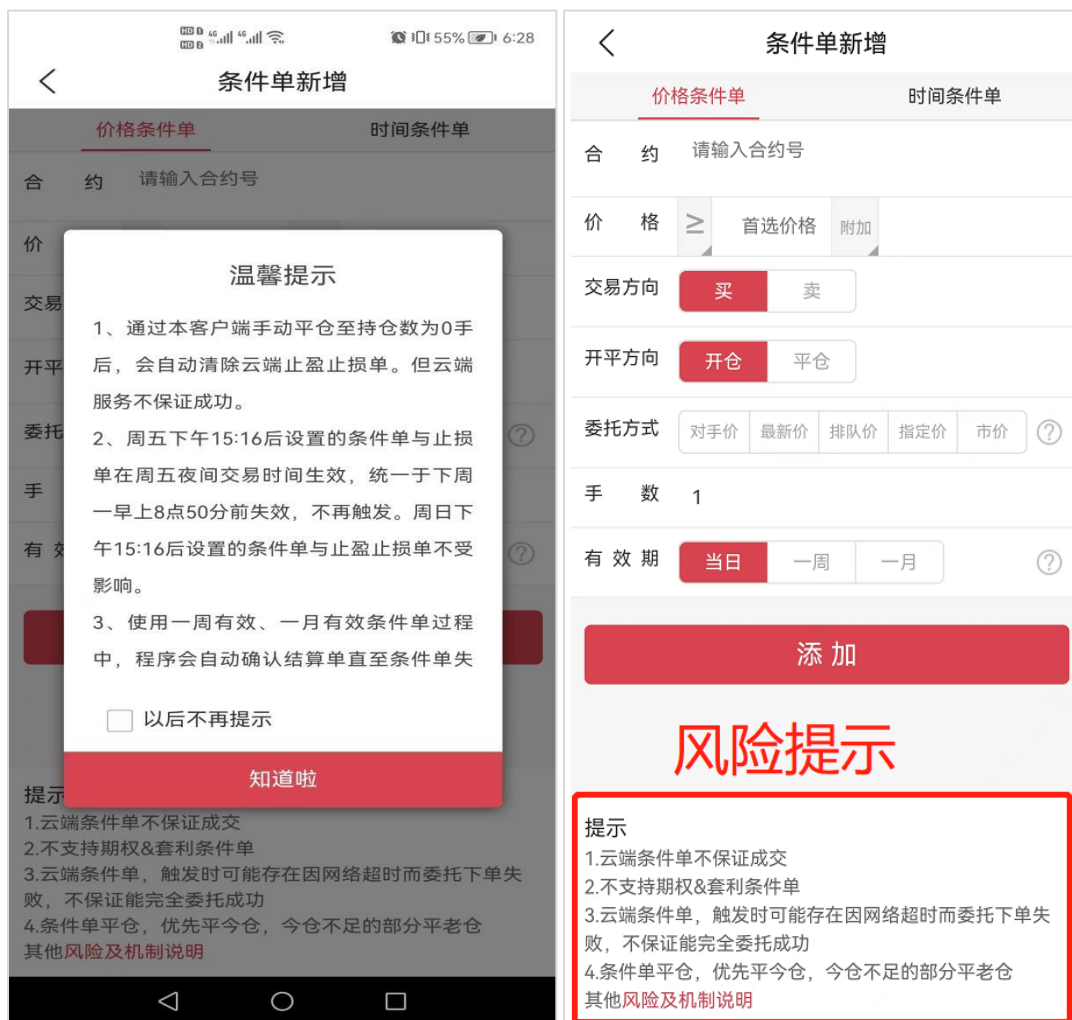 HD 1 4G 4G
HD 2
55% 6:28
条件单新增
价格条件单 时间条件单
合 约 请输入合约号
价
交易
开平
委托
手
有 效
温馨提示
1、通过本客户端手动平仓至持仓数为0手
后，会自动清除云端止盈止损单。但云端
服务不保证成功。
2、周五下午15:16后设置的条件单与止损
单在周五夜间交易时间生效，统一于下周
一早上8点50分前失效，不再触发。周日下
午15:16后设置的条件单与止盈止损单不受
影响。
3、使用一周有效、一月有效条件单过程
中，程序会自动确认结算单直至条件单失
以后不再提示
知道啦
提示
1.云端条件单不保证成交
2.不支持期权&套利条件单
3.云端条件单，触发时可能存在因网络超时而委托下单失
败，不保证能完全委托成功
4.条件单平仓，优先平今仓，今仓不足的部分平老仓
其他风险及机制说明
条件单新增
价格条件单 时间条件单
合 约 请输入合约号
价 格 ≥ 首选价格 附加
交易方向 买 卖
开平方向 开仓 平仓
委托方式 对手价 最新价 排队价 指定价 市价 ?
手 数 1
有 效 期 当日 一周 一月 ?
添 加
风险提示
提示
1.云端条件单不保证成交
2.不支持期权&套利条件单
3.云端条件单，触发时可能存在因网络超时而委托下单失
败，不保证能完全委托成功
4.条件单平仓，优先平今仓，今仓不足的部分平老仓
其他风险及机制说明